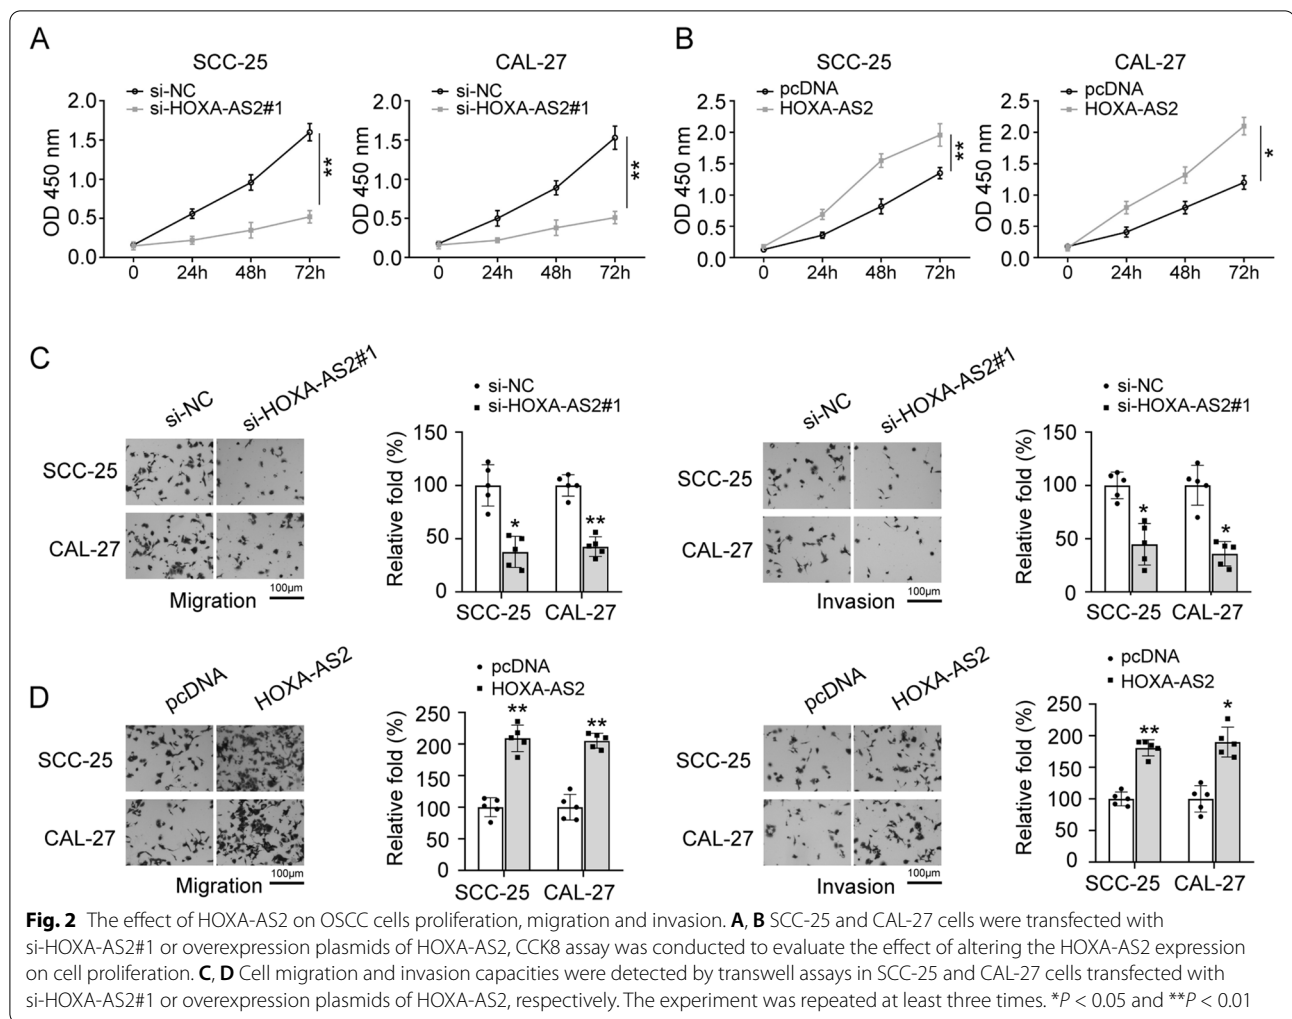 A
SCC-25
si-NC
si-HOXA-AS2#1
OD 450 nm
2.0
1.5
1.0
0.5
0.0
0 24h 48h 72h
**
CAL-27
si-NC
si-HOXA-AS2#1
OD 450 nm
2.0
1.5
1.0
0.5
0.0
0 24h 48h 72h
**
B
SCC-25
pcDNA
HOXA-AS2
OD 450 nm
2.5
2.0
1.5
1.0
0.5
0.0
0 24h 48h 72h
**
CAL-27
pcDNA
HOXA-AS2
OD 450 nm
2.5
2.0
1.5
1.0
0.5
0.0
0 24h 48h 72h
*
C
si-NC si-HOXA-AS2#1
SCC-25
CAL-27
Migration 100μm
si-NC
si-HOXA-AS2#1
Relative fold (%)
150
100
50
0
* **
SCC-25 CAL-27
si-NC si-HOXA-AS2#1
SCC-25
CAL-27
Invasion 100μm
si-NC
si-HOXA-AS2#1
Relative fold (%)
150
100
50
0
* *
SCC-25 CAL-27
D
pcDNA HOXA-AS2
SCC-25
CAL-27
Migration 100μm
pcDNA
HOXA-AS2
Relative fold (%)
250
200
150
100
50
0
** **
SCC-25 CAL-27
pcDNA HOXA-AS2
SCC-25
CAL-27
Invasion 100μm
pcDNA
HOXA-AS2
Relative fold (%)
250
200
150
100
50
0
** *
SCC-25 CAL-27
Fig. 2 The effect of HOXA-AS2 on OSCC cells proliferation, migration and invasion. A, B SCC-25 and CAL-27 cells were transfected with
si-HOXA-AS2#1 or overexpression plasmids of HOXA-AS2, CCK8 assay was conducted to evaluate the effect of altering the HOXA-AS2 expression
on cell proliferation. C, D Cell migration and invasion capacities were detected by transwell assays in SCC-25 and CAL-27 cells transfected with
si-HOXA-AS2#1 or overexpression plasmids of HOXA-AS2, respectively. The experiment was repeated at least three times. *P < 0.05 and **P < 0.01